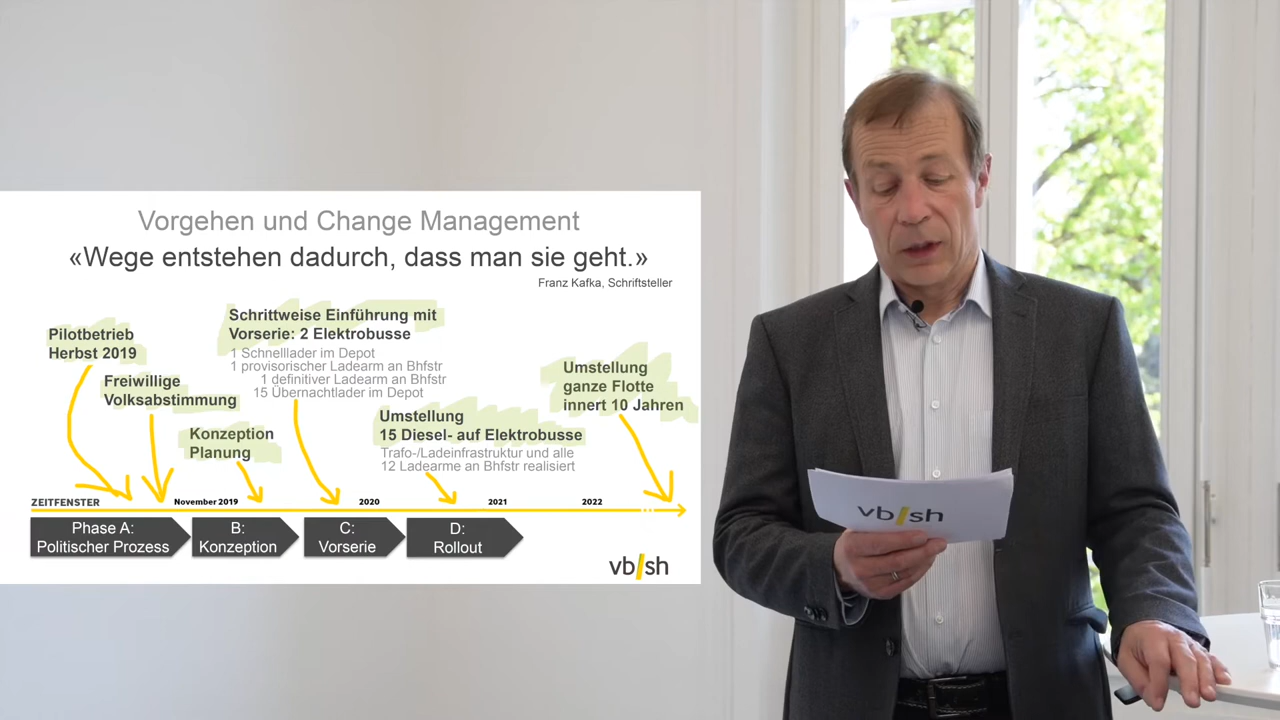 Vorgehen und Change Management
«Wege entstehen dadurch, dass man sie geht.»
Franz Kafka, Schriftsteller
Pilotbetrieb
Herbst 2019
Freiwillige
Volksabstimmung
Konzeption
Planung
Schrittweise Einführung mit
Vorserie: 2 Elektrobusse
1 Schnelllader im Depot
1 provisorischer Ladearm an Bhfstr
1 definitiver Ladearm an Bhfstr
15 Übernachtlader im Depot
Umstellung
15 Diesel- auf Elektrobusse
Trafo-/Ladeinfrastruktur und alle
12 Ladearme an Bhfstr realisiert
Umstellung
ganze Flotte
innert 10 Jahren
ZEITFENSTER November 2019 2020 2021 2022 ...
Phase A:
Politischer Prozess
B:
Konzeption
C:
Vorserie
D:
Rollout
vb/sh
vb/sh